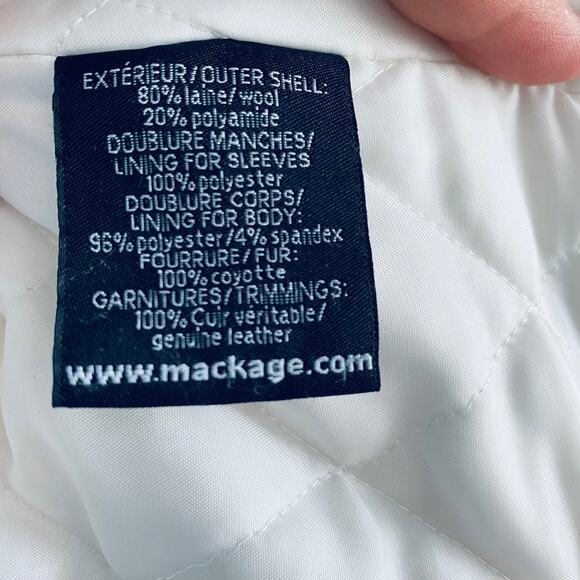 EXTÉRIEUR/OUTER SHELL:
80% laine/wool
20% polyamide
DOUBLURE MANCHES/
LINING FOR SLEEVES
100% polyester
DOUBLURE CORPS/
LINING FOR BODY:
96% polyester/4% spandex
FOURRURE/FUR:
100% coyotte
GARNITURES/TRIMMINGS:
100% Cuir véritable/
genuine leather
www.mackage.com